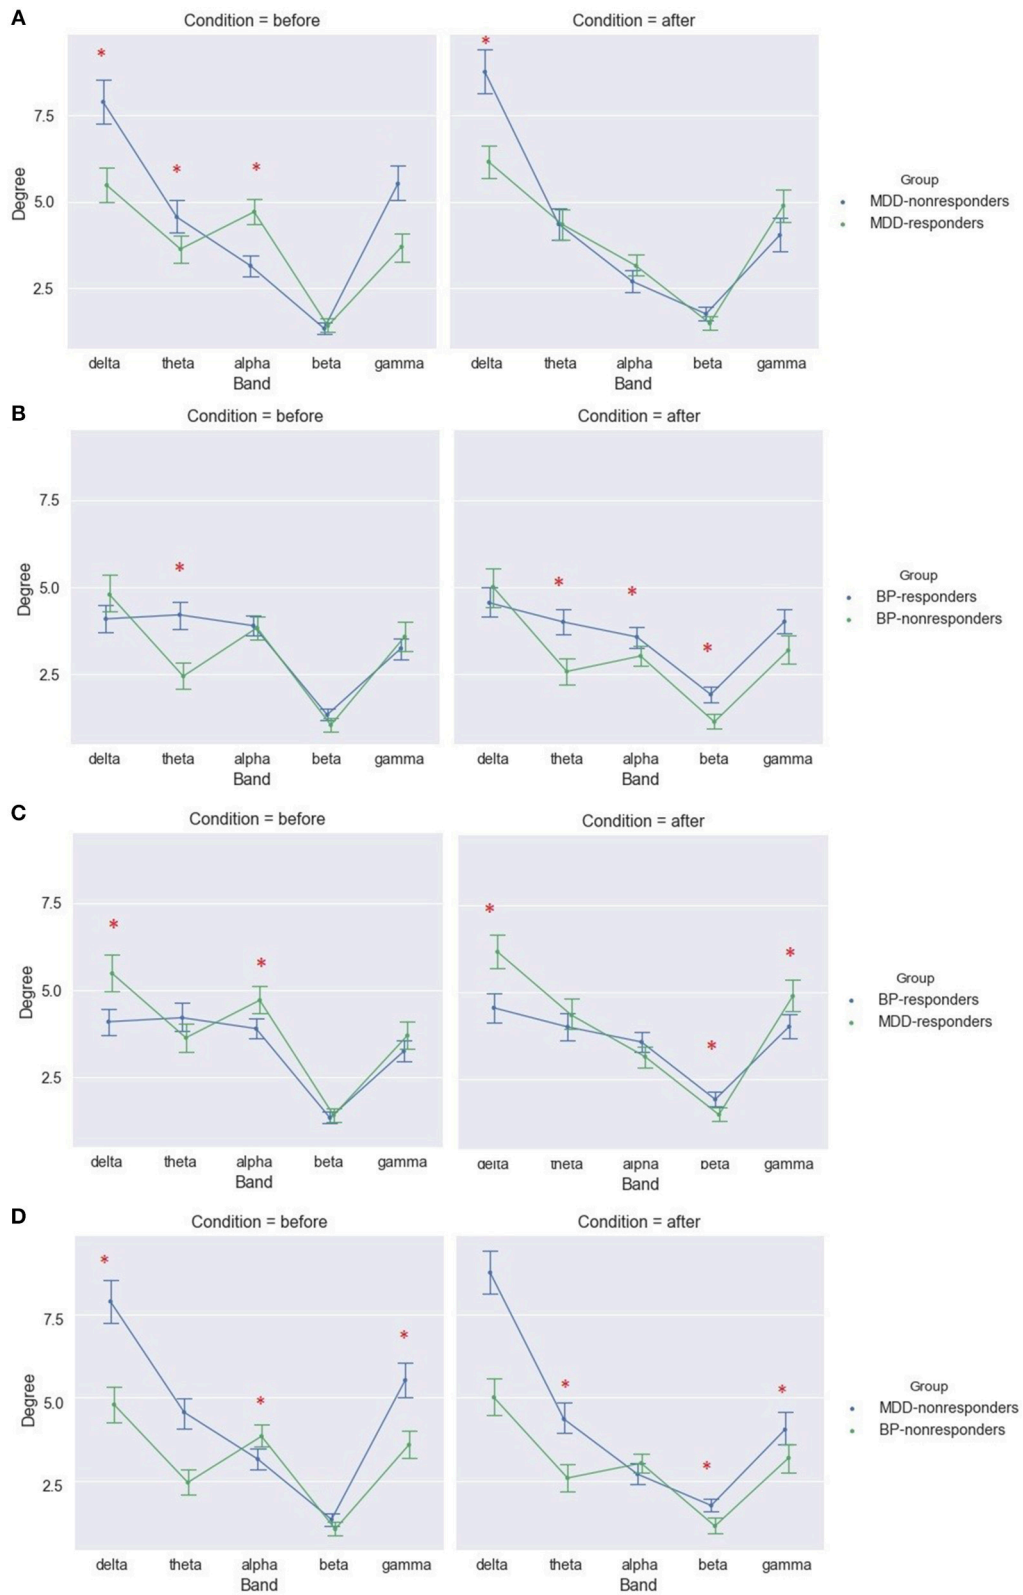 A
Condition = before
Condition = after
*
*
*
*
7.5
5.0
2.5
Degree
Group
MDD-nonresponders
MDD-responders
delta theta alpha beta gamma
delta theta alpha beta gamma
Band
Band
B
Condition = before
Condition = after
*
*
*
*
7.5
5.0
2.5
Degree
Group
BP-responders
BP-nonresponders
delta theta alpha beta gamma
delta theta alpha beta gamma
Band
Band
C
Condition = before
Condition = after
*
*
*
*
*
7.5
5.0
2.5
Degree
Group
BP-responders
MDD-responders
delta theta alpha beta gamma
delta theta alpha beta gamma
Band
Band
D
Condition = before
Condition = after
*
*
*
*
*
*
7.5
5.0
2.5
Degree
Group
MDD-nonresponders
BP-nonresponders
delta theta alpha beta gamma
delta theta alpha beta gamma
Band
Band